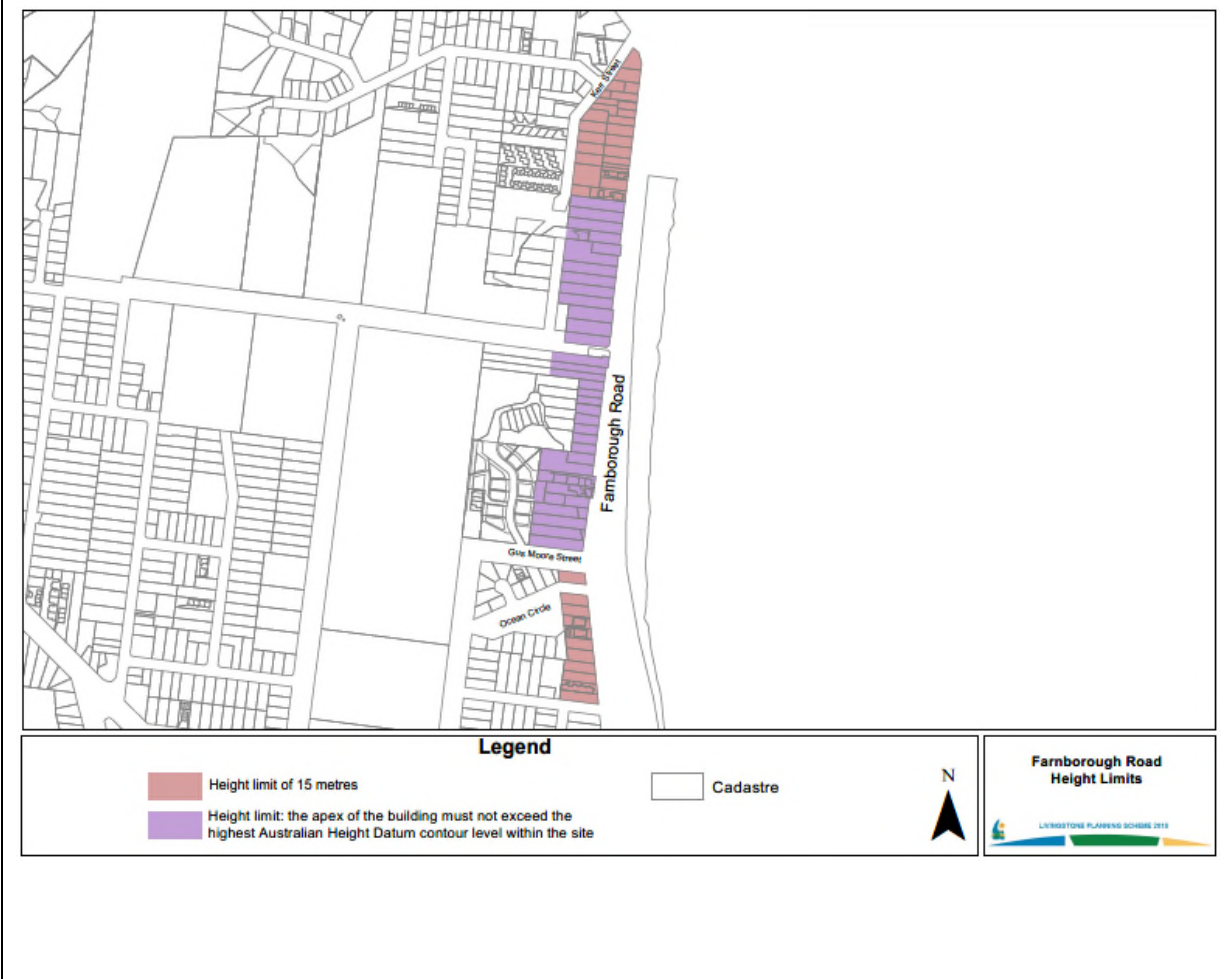 Kerr Street
Farnborough Road
Gus Moore Street
Ocean Circle
Legend
Height limit of 15 metres
Height limit: the apex of the building must not exceed the
highest Australian Height Datum contour level within the site
Cadastre
N
Farnborough Road
Height Limits
LIVINGSTONE PLANNING SCHEME 2018